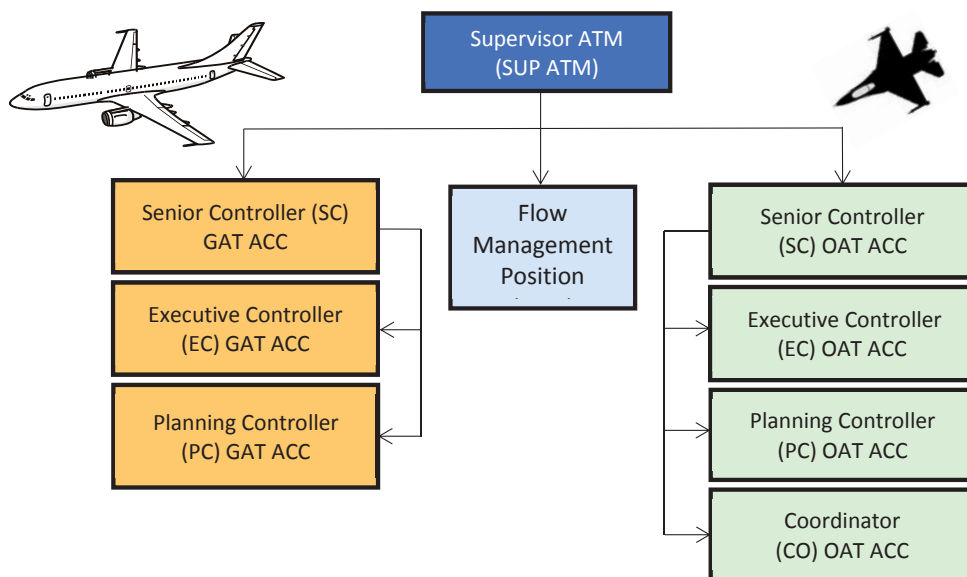 Supervisor ATM
(SUP ATM)
Senior Controller (SC)
GAT ACC
Executive Controller
(EC) GAT ACC
Planning Controller
(PC) GAT ACC
Flow
Management
Position
Senior Controller
(SC) OAT ACC
Executive Controller
(EC) OAT ACC
Planning Controller
(PC) OAT ACC
Coordinator
(CO) OAT ACC